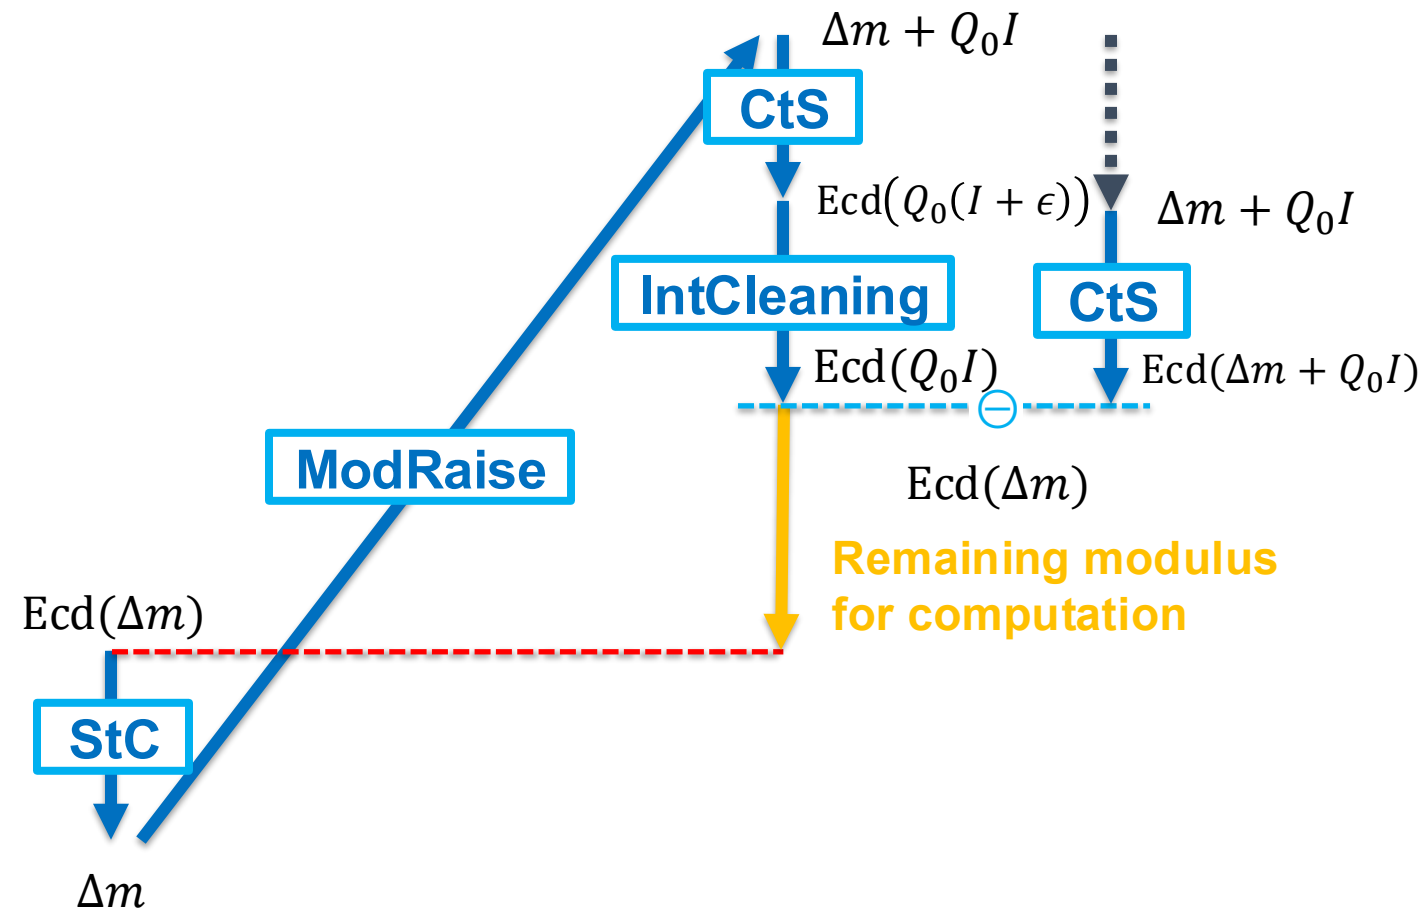 Δm + Q₀I
CtS
Ecd(Q₀(I + ϵ))
Δm + Q₀I
IntCleaning
CtS
Ecd(Q₀I)
Ecd(Δm + Q₀I)
⊖
ModRaise
Ecd(Δm)
Remaining modulus
for computation
Ecd(Δm)
StC
Δm